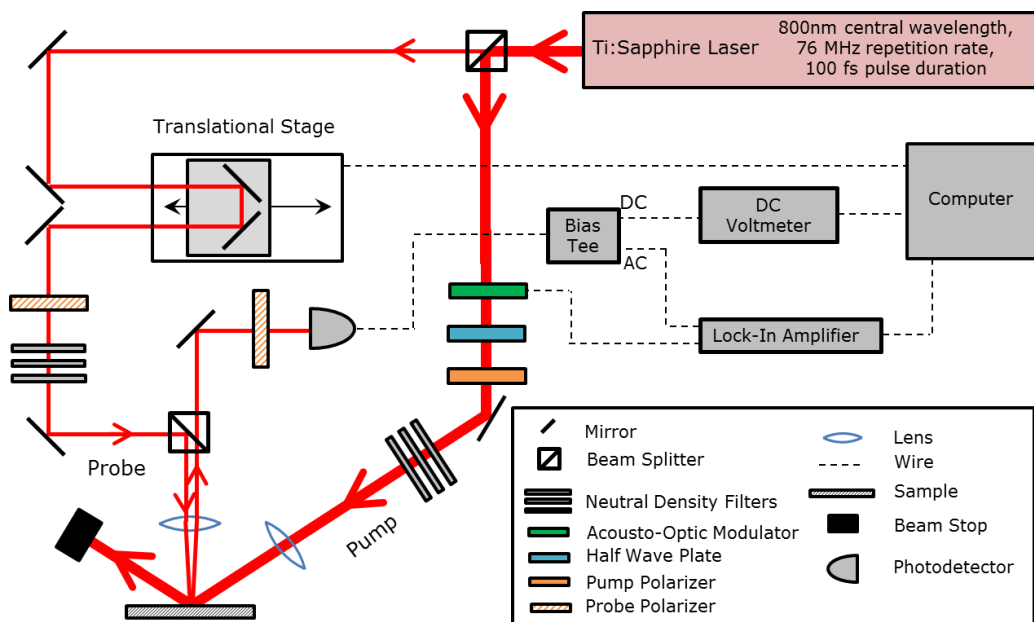 Ti:Sapphire Laser
800nm central wavelength,
76 MHz repetition rate,
100 fs pulse duration
Translational Stage
DC
AC
Bias
Tee
DC
Voltmeter
Computer
Lock-In Amplifier
Probe
Pump
Mirror
Beam Splitter
Neutral Density Filters
Acousto-Optic Modulator
Half Wave Plate
Pump Polarizer
Probe Polarizer
Lens
Wire
Sample
Beam Stop
Photodetector